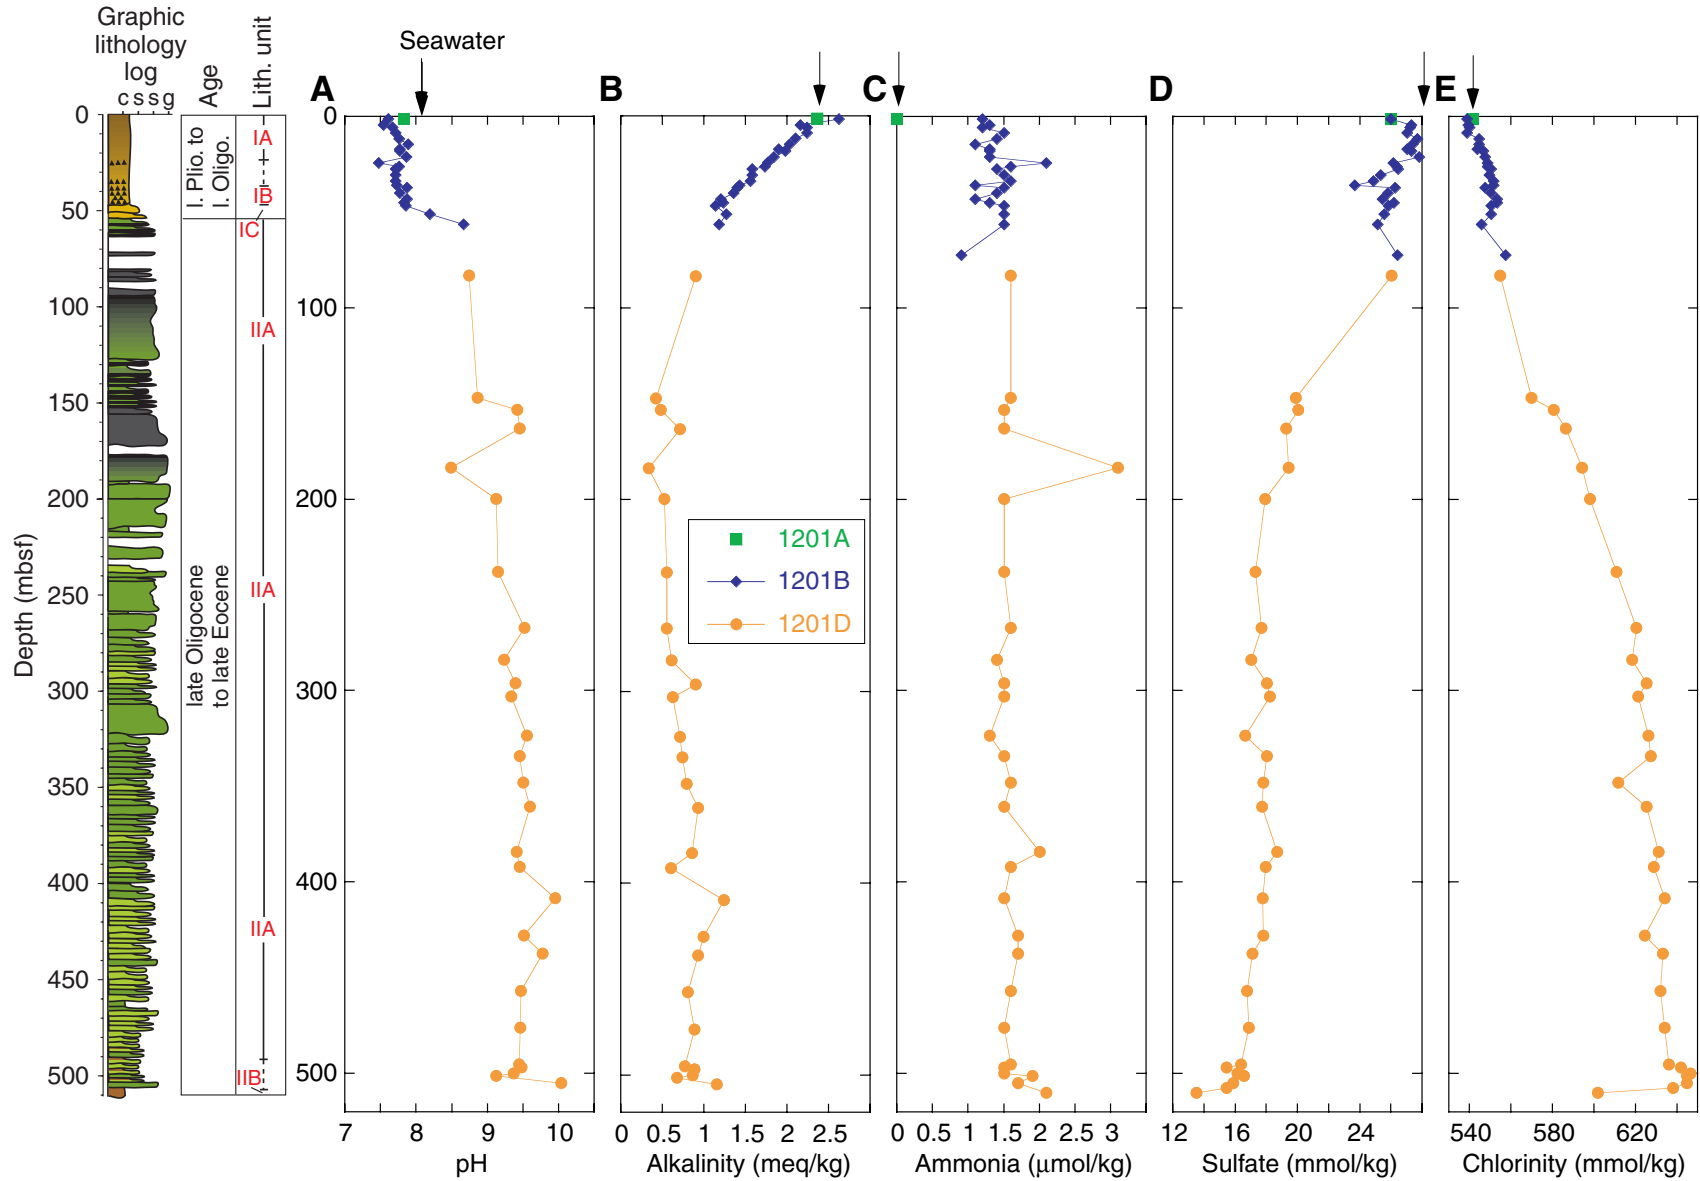 Graphic
lithology
log
c s s g
Age
Lith. unit
Seawater
A
B
C
D
E
0
50
100
150
200
250
300
350
400
450
500
Depth (mbsf)
l. Plio. to
l. Oligo.
late Oligocene
to late Eocene
IA
IB
IC
IIA
IIA
IIA
IIB
0
100
200
300
400
500
1201A
1201B
1201D
7 8 9 10
pH
0 0.5 1 1.5 2 2.5
Alkalinity (meq/kg)
0 0.5 1 1.5 2 2.5 3
Ammonia (μmol/kg)
12 16 20 24
Sulfate (mmol/kg)
540 580 620
Chlorinity (mmol/kg)